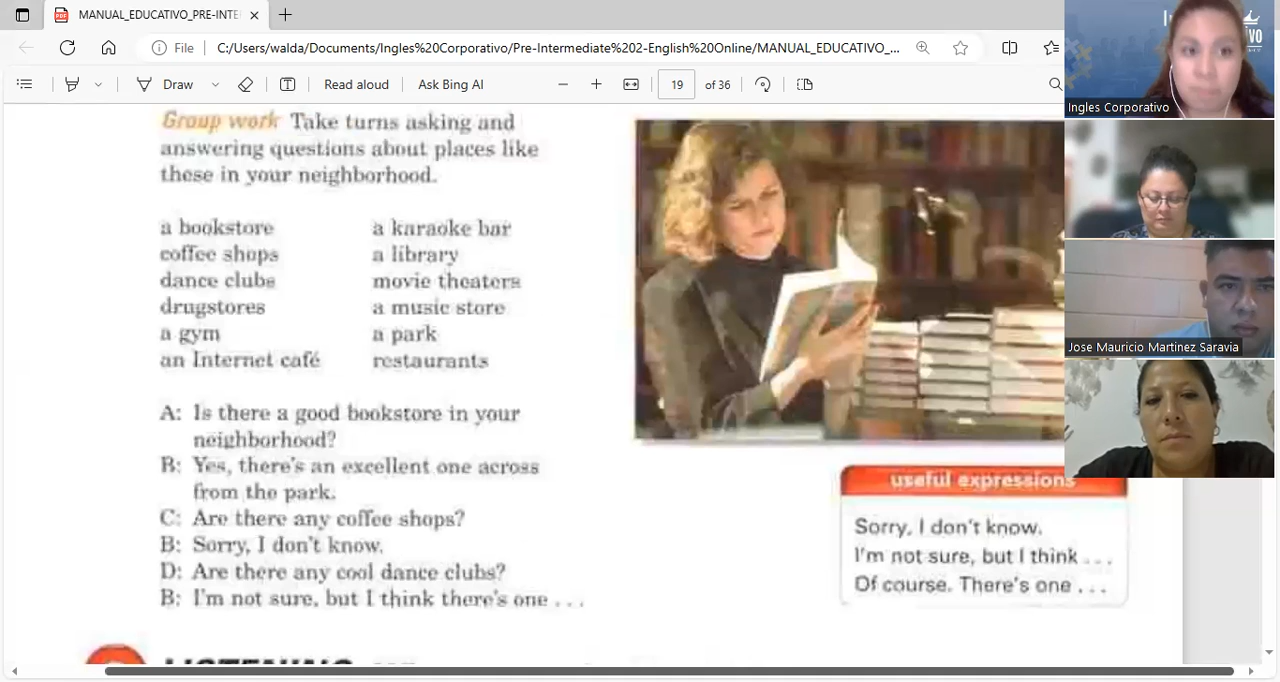 MANUAL_EDUCATIVO_PRE-INTE
File
C:/Users/walda/Documents/Ingles%20Corporativo/Pre-Intermediate%202-English%20Online/MANUAL_EDUCATIVO_...
Draw
Read aloud
Ask Bing AI
19 of 36
Ingles Corporativo
Jose Mauricio Martinez Saravia
Group work Take turns asking and
answering questions about places like
these in your neighborhood.
a bookstore a karaoke bar
coffee shops a library
dance clubs movie theaters
drugstores a music store
a gym a park
an Internet café restaurants
A: Is there a good bookstore in your
neighborhood?
B: Yes, there's an excellent one across
from the park.
C: Are there any coffee shops?
B: Sorry, I don't know.
D: Are there any cool dance clubs?
B: I'm not sure, but I think there's one . . .
useful expressions
Sorry, I don't know.
I'm not sure, but I think . . .
Of course. There's one . . .